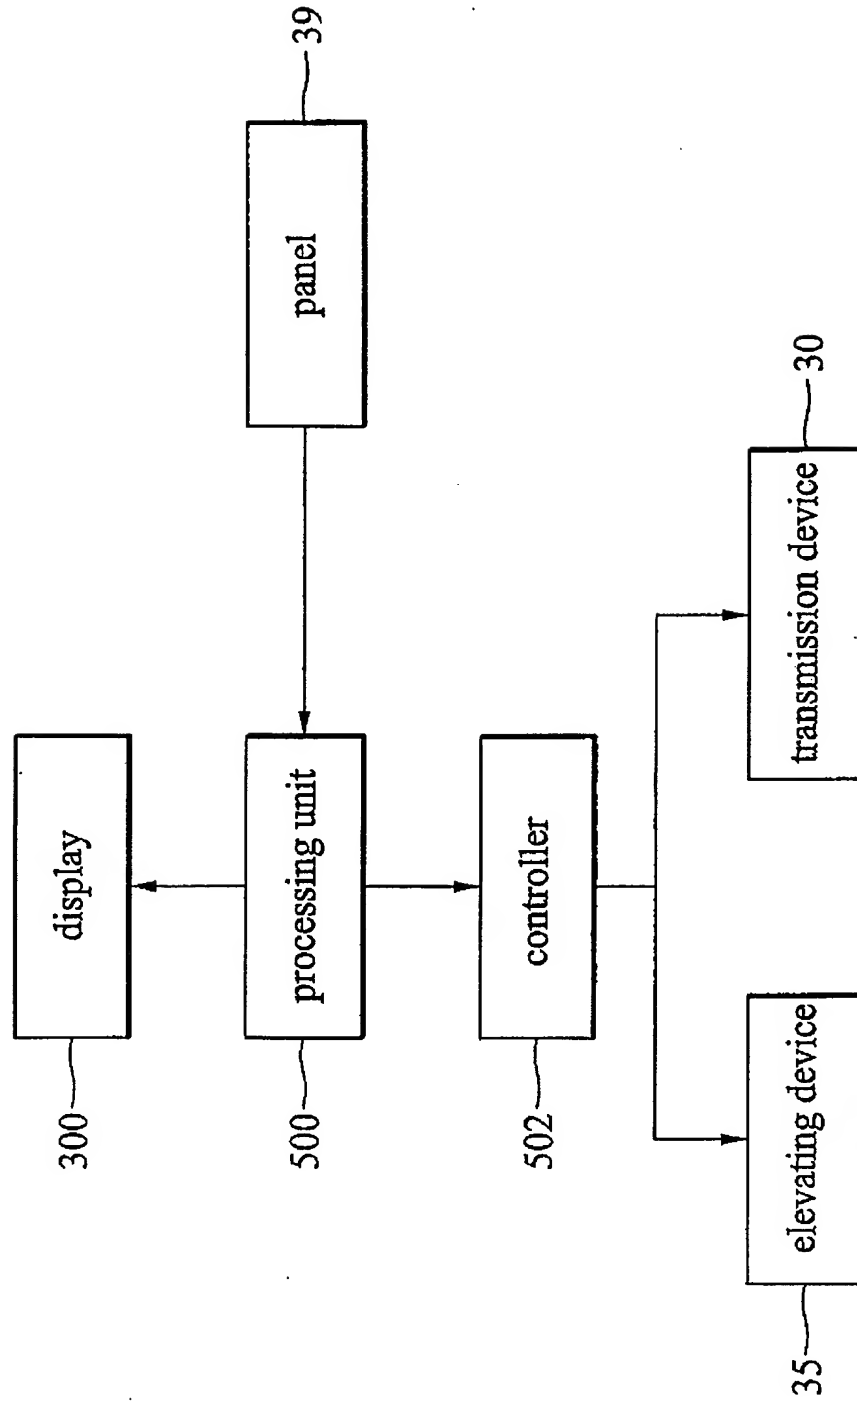 300
display
500
processing unit
panel
39
502
controller
35
elevating device
transmission device
30